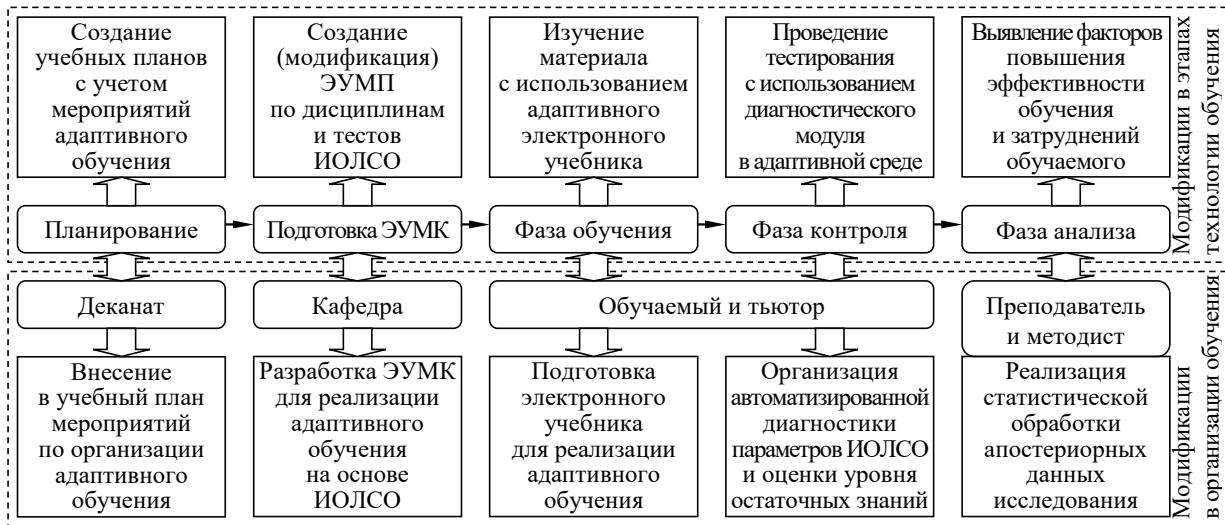 Создание
учебных планов
с учетом
мероприятий
адаптивного
обучения
Создание
(модификация)
ЭУМП
по дисциплинам
и тестов
ИОЛСО
Изучение
материала
с использованием
адаптивного
электронного
учебника
Проведение
тестирования
с использованием
диагностического
модуля
в адаптивной среде
Выявление факторов
повышения
эффективности
обучения
и затруднений
обучаемого
Модификации в этапах
технологии обучения
Планирование
Подготовка ЭУМК
Фаза обучения
Фаза контроля
Фаза анализа
Деканат
Кафедра
Обучаемый и тьютор
Преподаватель
и методист
Внесение
в учебный план
мероприятий
по организации
адаптивного
обучения
Разработка ЭУМК
для реализации
адаптивного
обучения
на основе
ИОЛСО
Подготовка
электронного
учебника
для реализации
адаптивного
обучения
Организация
автоматизированной
диагностики
параметров ИОЛСО
и оценки уровня
остаточных знаний
Реализация
статистической
обработки
апостериорных
данных
исследования
Модификации
в организации обучения